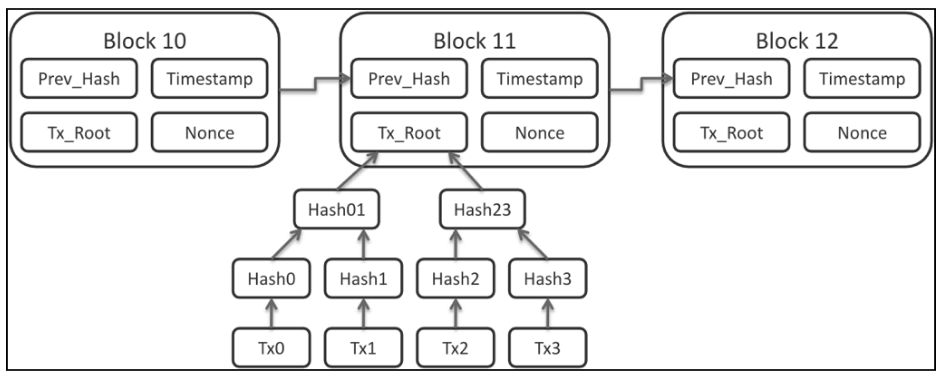 Block 10 Block 11 Block 12
Prev_Hash Timestamp Prev_Hash Timestamp Prev_Hash Timestamp
Tx_Root Nonce Tx_Root Nonce Tx_Root Nonce
Hash01 Hash23
Hash0 Hash1 Hash2 Hash3
Tx0 Tx1 Tx2 Tx3